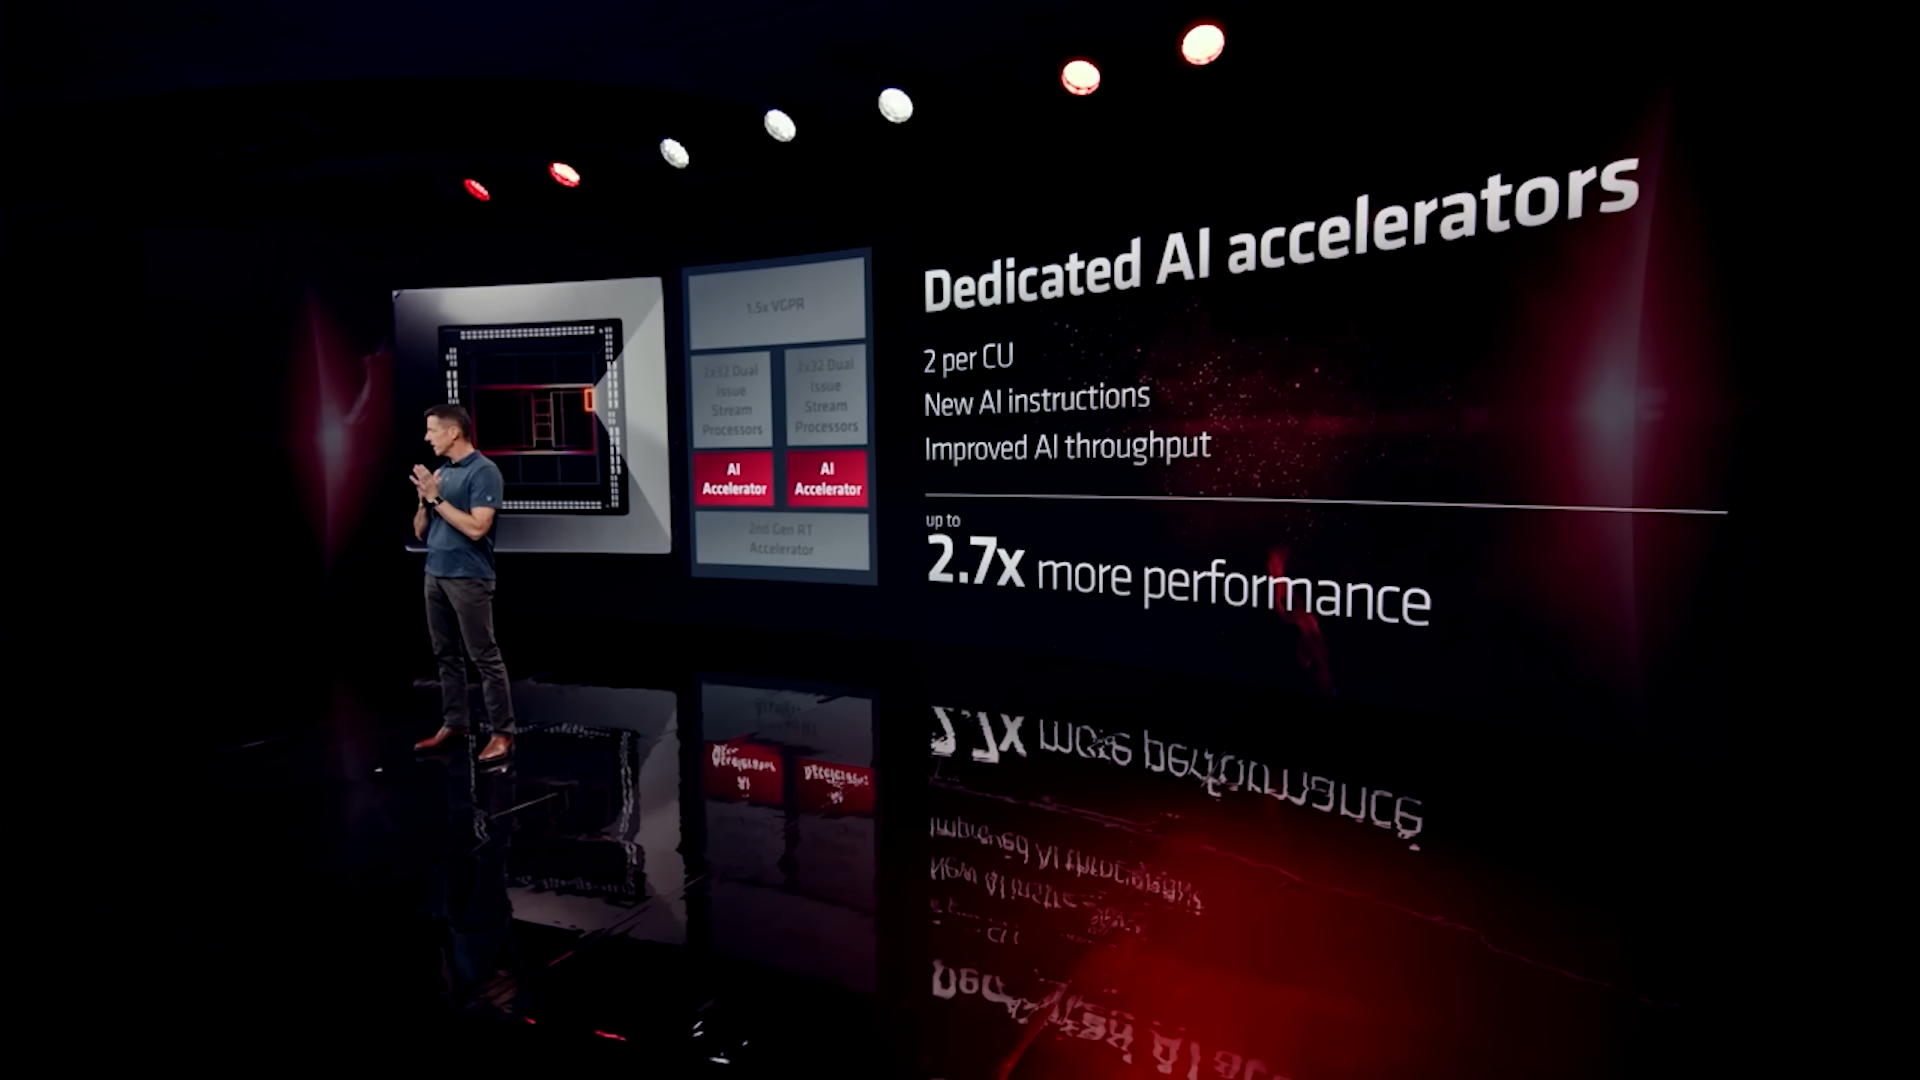 Dedicated AI accelerators
2 per CU
New AI instructions
Improved AI throughput
up to
2.7x more performance
1.5x VGPR
2x32 Dual
Issue
Stream
Processors
2x32 Dual
Issue
Stream
Processors
AI
Accelerator
AI
Accelerator
2nd Gen RT
Accelerator